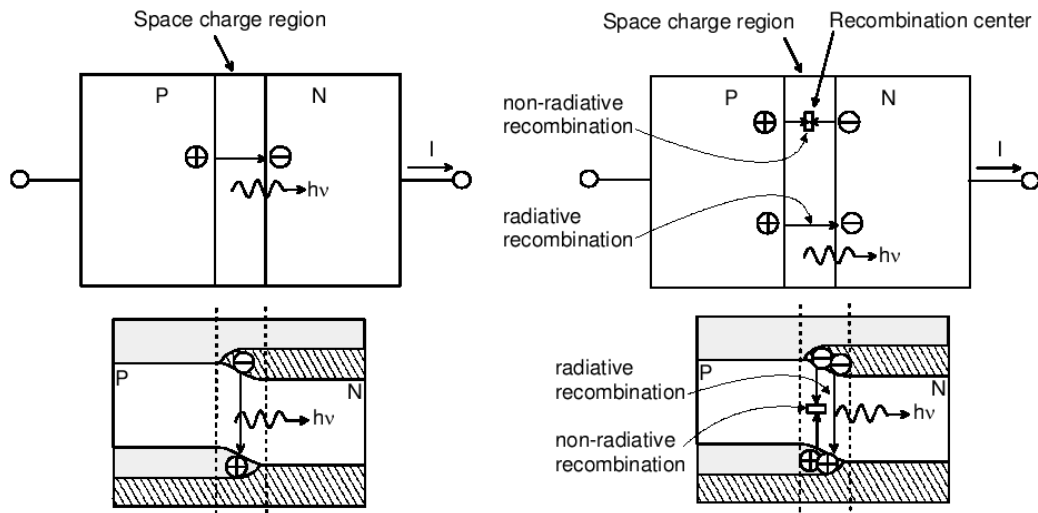 Space charge region
P
N
I
hν
P
N
hν
Space charge region
Recombination center
P
N
non-radiative
recombination
I
radiative
recombination
hν
P
radiative
recombination
hν
N
non-radiative
recombination